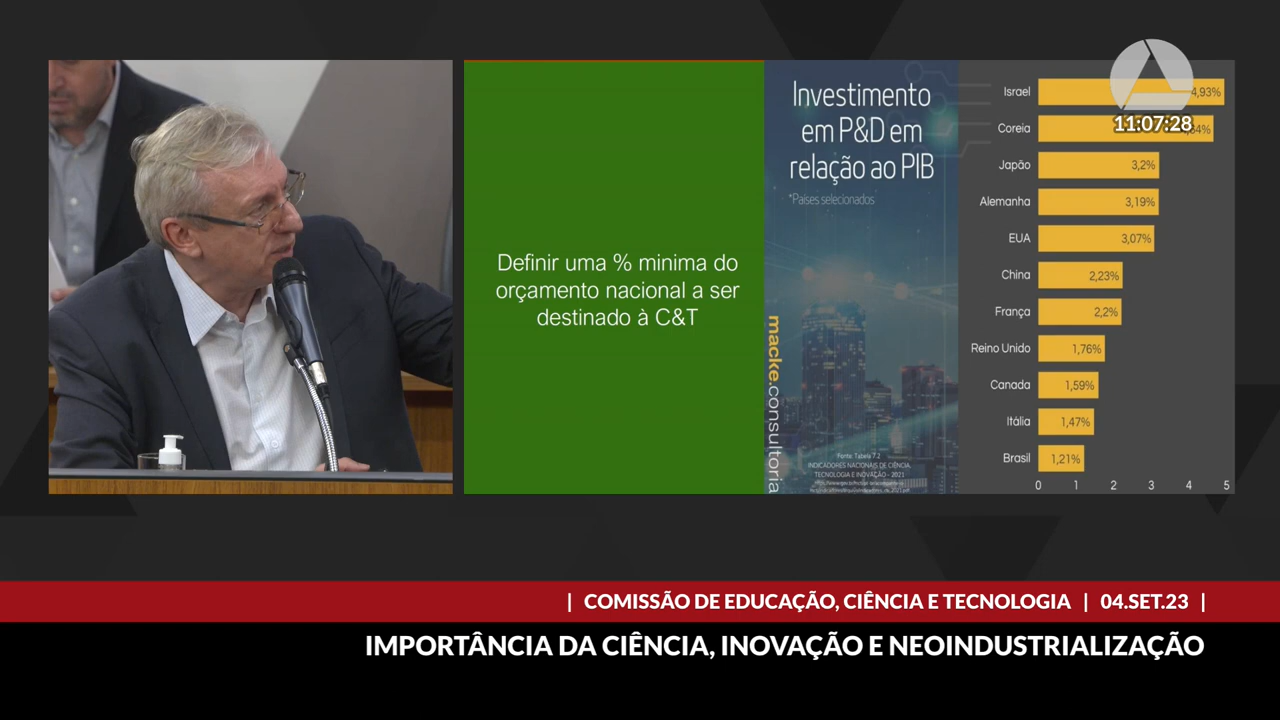 Definir uma % minima do
orçamento nacional a ser
destinado à C&T
Investimento
em P&D em
relação ao PIB
*Países selecionados
macke.consultoria
Fonte: Tabela 7.2
INDICADORES NACIONAIS DE CIÊNCIA,
TECNOLOGIA E INOVAÇÃO - 2021
Israel 4,93%
Coreia
Japão 3,2%
Alemanha 3,19%
EUA 3,07%
China 2,23%
França 2,2%
Reino Unido 1,76%
Canada 1,59%
Itália 1,47%
Brasil 1,21%
0 1 2 3 4 5
11:07:28
| COMISSÃO DE EDUCAÇÃO, CIÊNCIA E TECNOLOGIA | 04.SET.23 |
IMPORTÂNCIA DA CIÊNCIA, INOVAÇÃO E NEOINDUSTRIALIZAÇÃO